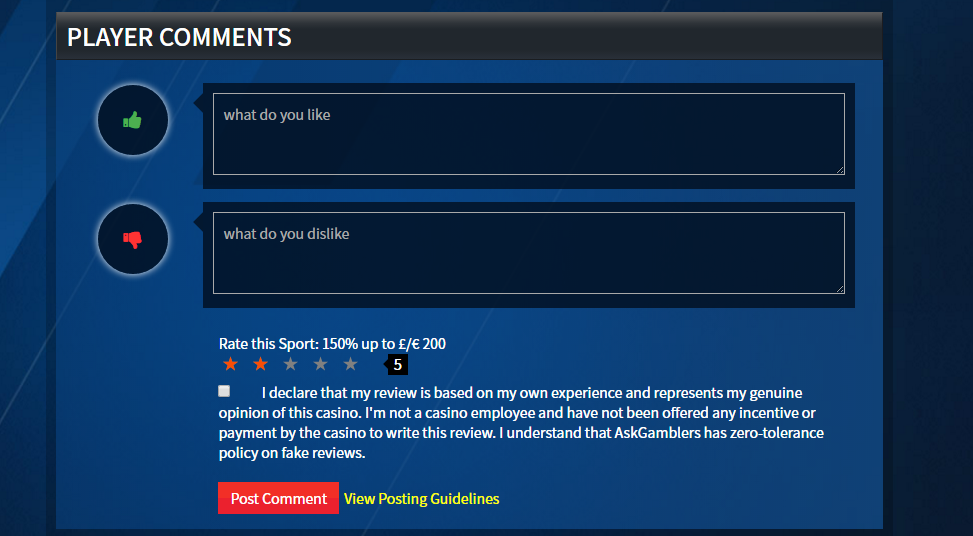 PLAYER COMMENTS
what do you like
what do you dislike
Rate this Sport: 150% up to £/€ 200
5
I declare that my review is based on my own experience and represents my genuine
opinion of this casino. I'm not a casino employee and have not been offered any incentive or
payment by the casino to write this review. I understand that AskGamblers has zero-tolerance
policy on fake reviews.
Post Comment View Posting Guidelines